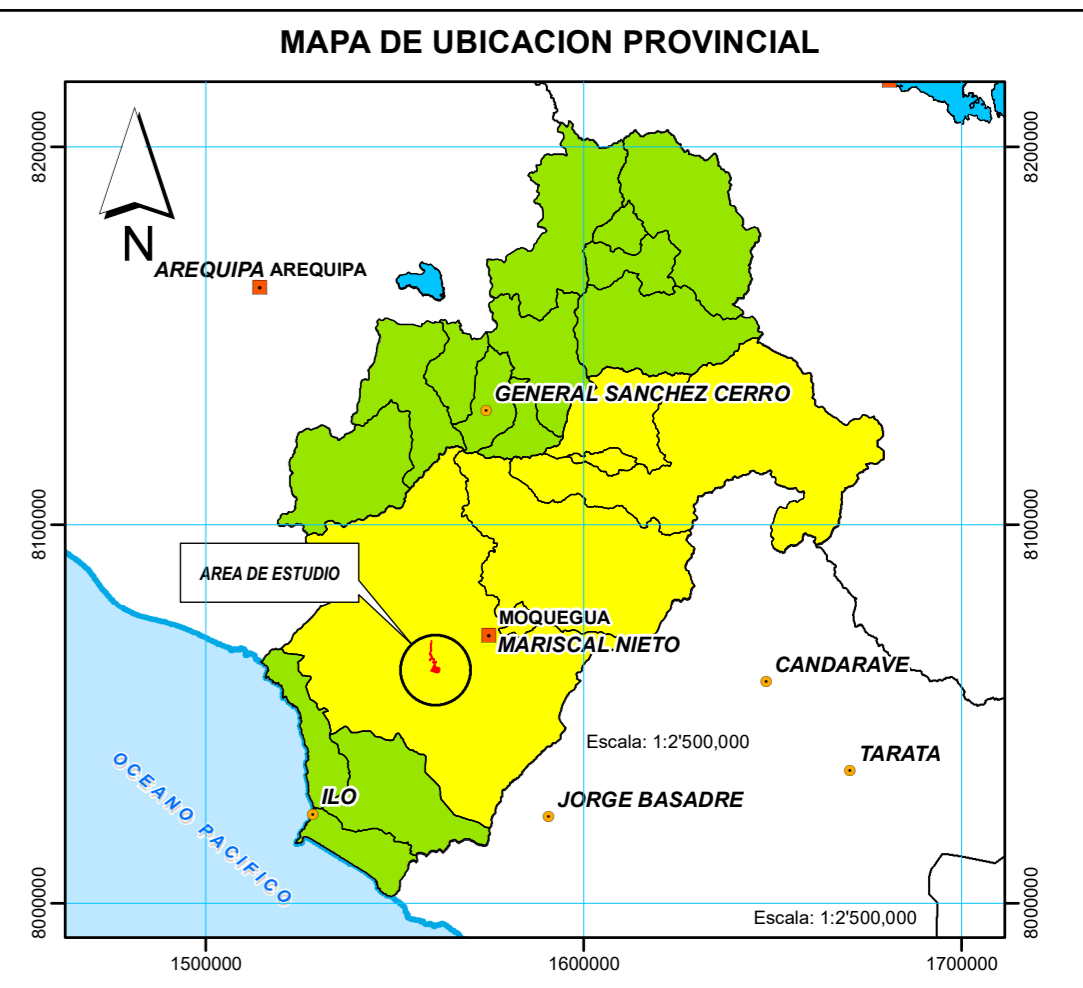 MAPA DE UBICACION PROVINCIAL
8200000
8200000
N
AREQUIPA AREQUIPA
GENERAL SANCHEZ CERRO
8100000
8100000
AREA DE ESTUDIO
MOQUEGUA
MARISCAL NIETO
CANDARAVE
Escala: 1:2'500,000
TARATA
OCEANO PACIFICO
ILO
JORGE BASADRE
8000000
8000000
Escala: 1:2'500,000
1500000
1600000
1700000